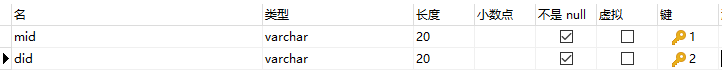 名 类型 长度 小数点 不是 null 虚拟 键
mid varchar 20 1
did varchar 20 2